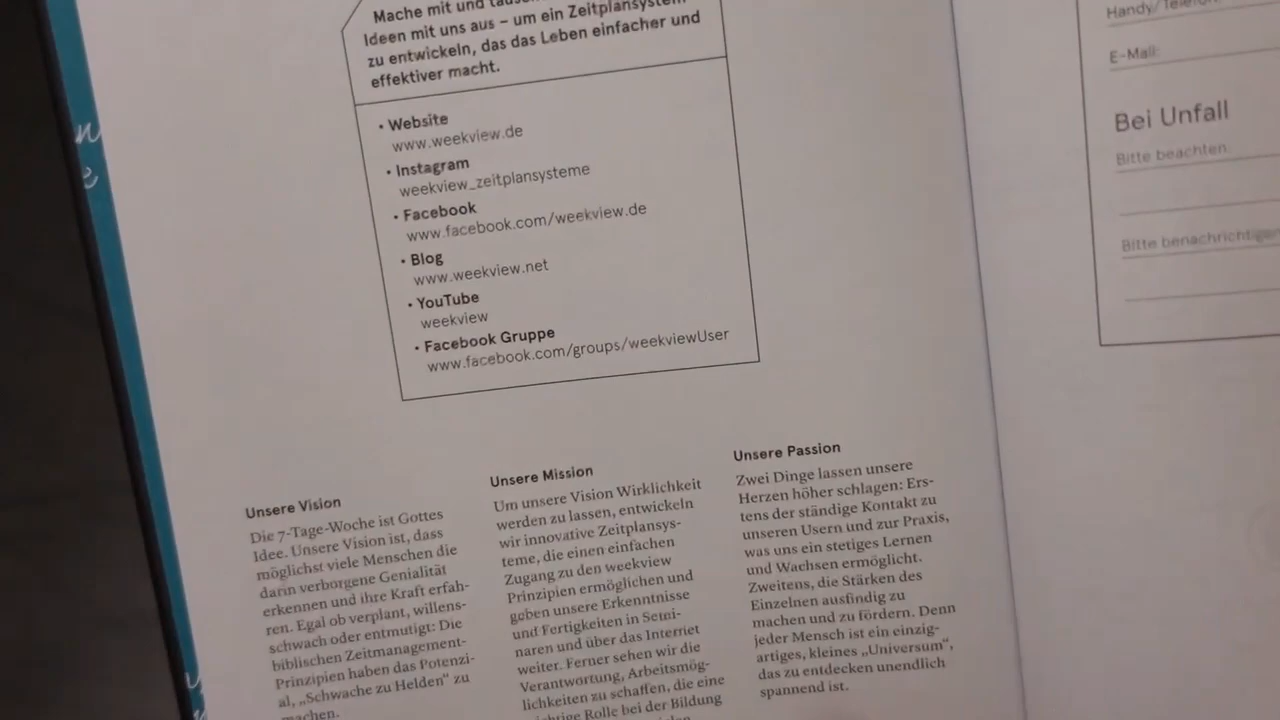 Mache mit und
Ideen mit uns aus – um ein Zeitplansystem
zu entwickeln, das das Leben einfacher und
effektiver macht.
• Website
www.weekview.de
• Instagram
weekview_zeitplansysteme
• Facebook
www.facebook.com/weekview.de
• Blog
www.weekview.net
• YouTube
weekview
• Facebook Gruppe
www.facebook.com/groups/weekviewUser
Unsere Vision
Die 7-Tage-Woche ist Gottes
Idee. Unsere Vision ist, dass
möglichst viele Menschen die
darin verborgene Genialität
erkennen und ihre Kraft erfah-
ren. Egal ob verplant, willens-
schwach oder entmutigt: Die
biblischen Zeitmanagement-
Prinzipien haben das Potenzi-
al, „Schwache zu Helden“ zu
machen.
Unsere Mission
Um unsere Vision Wirklichkeit
werden zu lassen, entwickeln
wir innovative Zeitplansys-
teme, die einen einfachen
Zugang zu den weekview
Prinzipien ermöglichen und
geben unsere Erkenntnisse
und Fertigkeiten in Semi-
naren und über das Internet
weiter. Ferner sehen wir die
Verantwortung, Arbeitsmög-
lichkeiten zu schaffen, die eine
Rolle bei der Bildung
Unsere Passion
Zwei Dinge lassen unsere
Herzen höher schlagen: Ers-
tens der ständige Kontakt zu
unseren Usern und zur Praxis,
was uns ein stetiges Lernen
und Wachsen ermöglicht.
Zweitens, die Stärken des
Einzelnen ausfindig zu
machen und zu fördern. Denn
jeder Mensch ist ein einzig-
artiges, kleines „Universum“,
das zu entdecken unendlich
spannend ist.
Handy/Telefon:
E-Mail:
Bei Unfall
Bitte beachten:
Bitte benachrichtigen